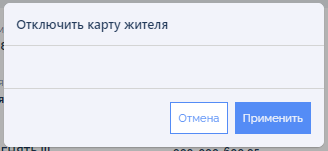 Отключить карту жителя
Отмена
Применить